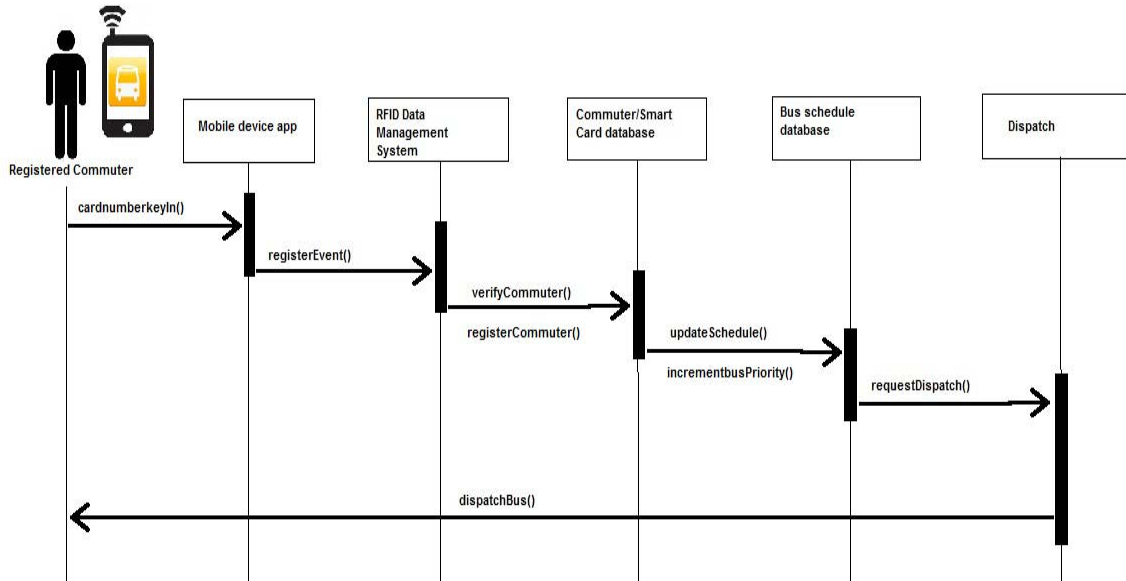 Registered Commuter
Mobile device app
RFID Data
Management
System
Commuter/Smart
Card database
Bus schedule
database
Dispatch
cardnumberkeyIn()
registerEvent()
verifyCommuter()
registerCommuter()
updateSchedule()
incrementbusPriority()
requestDispatch()
dispatchBus()